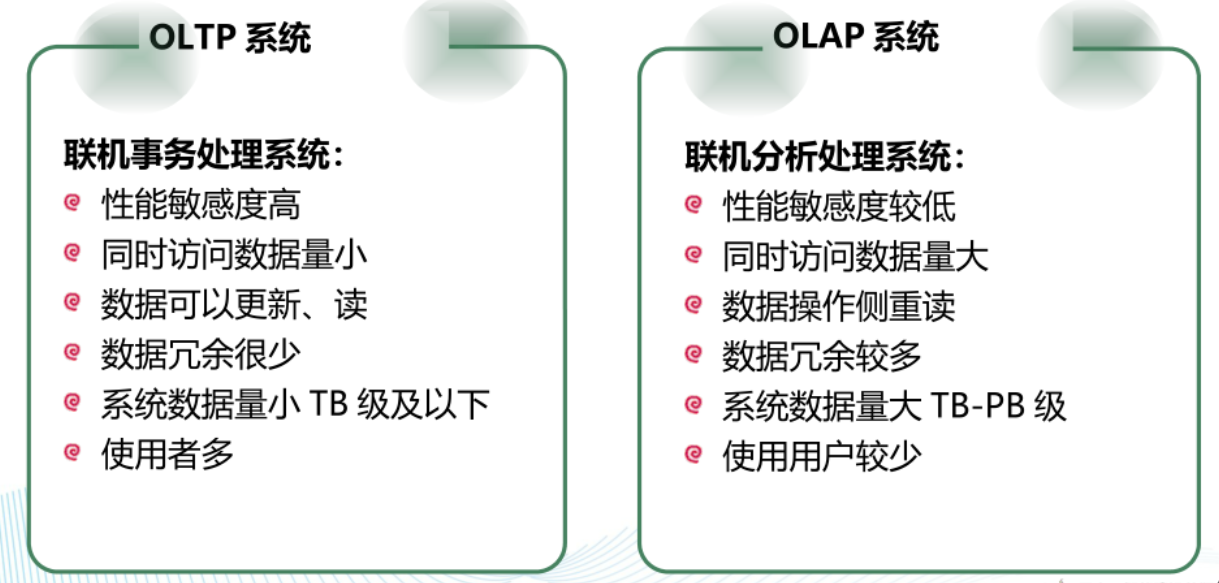 OLTP 系统
联机事务处理系统：
性能敏感度高
同时访问数据量小
数据可以更新、读
数据冗余很少
系统数据量小 TB 级及以下
使用者多
OLAP 系统
联机分析处理系统：
性能敏感度较低
同时访问数据量大
数据操作侧重读
数据冗余较多
系统数据量大 TB-PB 级
使用用户较少